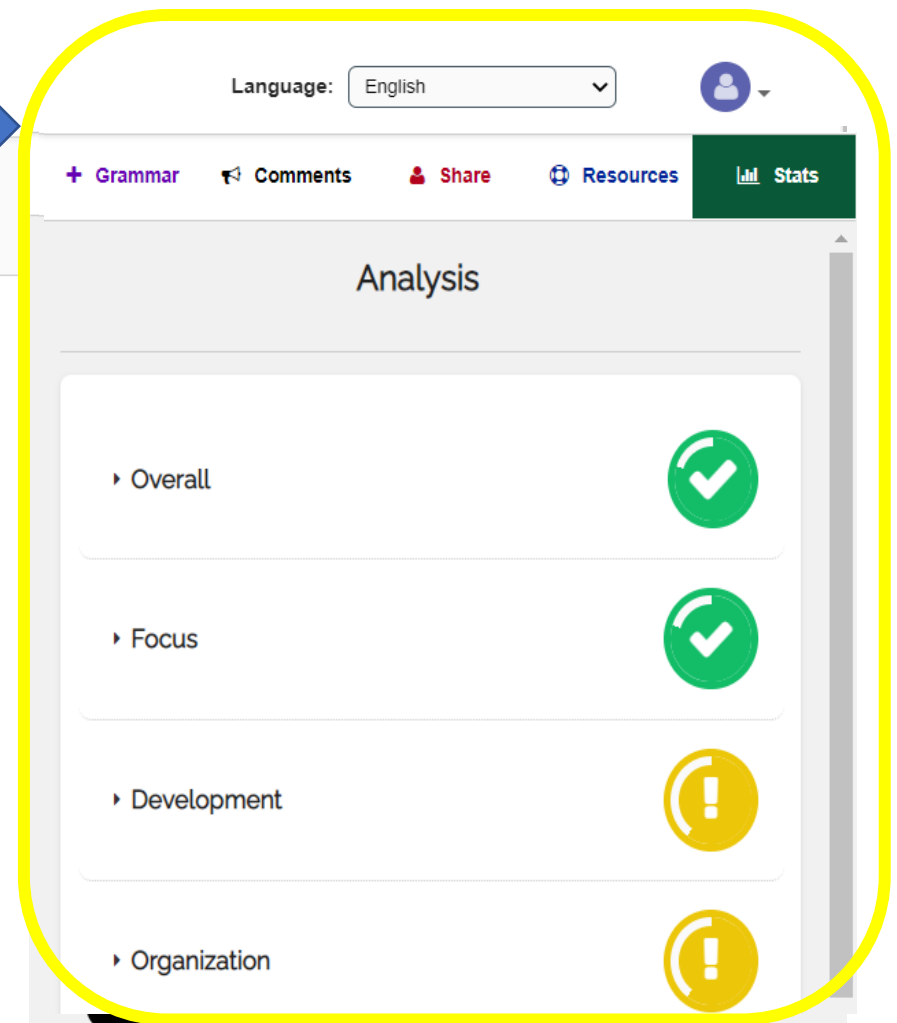 Language: English
Grammar Comments Share Resources Stats
Analysis
Overall
Focus
Development
Organization